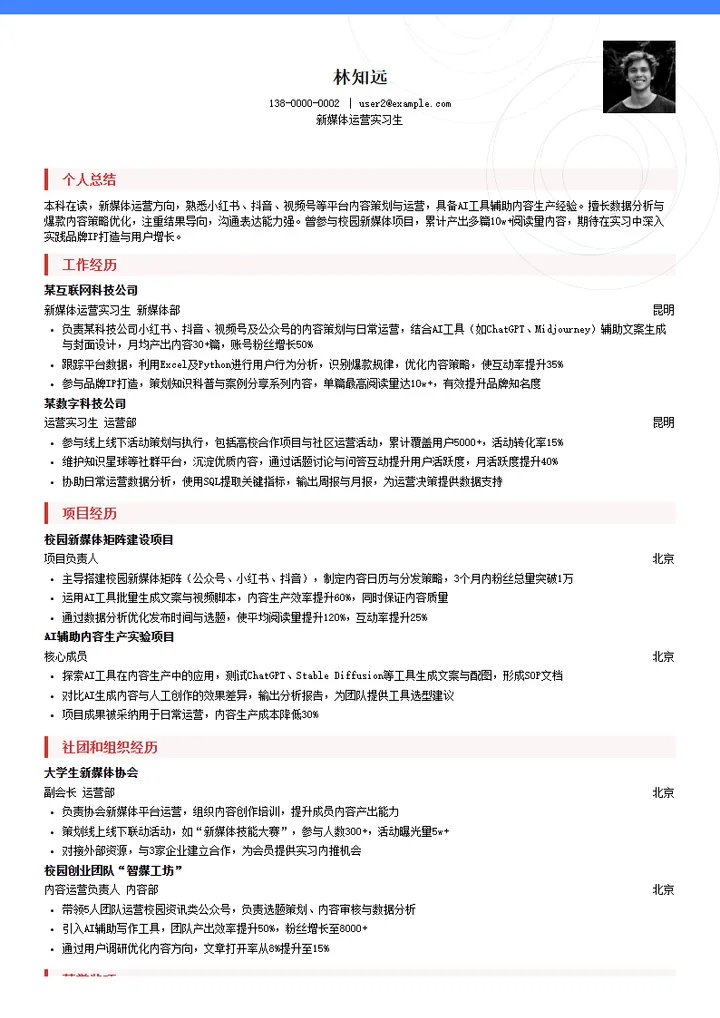 林知远
138-0000-0002 | user2@example.com
新媒体运营实习生
个人总结
本科在读，新媒体运营方向，熟悉小红书、抖音、视频号等平台内容策划与运营，具备AI工具辅助内容生产经验。擅长数据分析与
爆款内容策略优化，注重结果导向，沟通表达能力强。曾参与校园新媒体项目，累计产出多篇10w+阅读量内容，期待在实习中深入
实践品牌IP打造与用户增长。
工作经历
某互联网科技公司
新媒体运营实习生 新媒体部 昆明
• 负责某科技公司小红书、抖音、视频号及公众号的内容策划与日常运营，结合AI工具（如ChatGPT、Midjourney）辅助文案生成
与封面设计，月均产出内容30+篇，账号粉丝增长50%
• 跟踪平台数据，利用Excel及Python进行用户行为分析，识别爆款规律，优化内容策略，使互动率提升35%
• 参与品牌IP打造，策划知识科普与案例分享系列内容，单篇最高阅读量达10w+，有效提升品牌知名度
某数字科技公司
运营实习生 运营部 昆明
• 参与线上线下活动策划与执行，包括高校合作项目与社区运营活动，累计覆盖用户5000+，活动转化率15%
• 维护知识星球等社群平台，沉淀优质内容，通过话题讨论与问答互动提升用户活跃度，月活跃度提升40%
• 协助日常运营数据分析，使用SQL提取关键指标，输出周报与月报，为运营决策提供数据支持
项目经历
校园新媒体矩阵建设项目
项目负责人 北京
• 主导搭建校园新媒体矩阵（公众号、小红书、抖音），制定内容日历与分发策略，3个月内粉丝总量突破1万
• 运用AI工具批量生成文案与视频脚本，内容生产效率提升60%，同时保证内容质量
• 通过数据分析优化发布时间与选题，使平均阅读量提升120%，互动率提升25%
AI辅助内容生产实验项目
核心成员 北京
• 探索AI工具在内容生产中的应用，测试ChatGPT、Stable Diffusion等工具生成文案与配图，形成SOP文档
• 对比AI生成内容与人工创作的效果差异，输出分析报告，为团队提供工具选型建议
• 项目成果被采纳用于日常运营，内容生产成本降低30%
社团和组织经历
大学生新媒体协会
副会长 运营部 北京
• 负责协会新媒体平台运营，组织内容创作培训，提升成员内容产出能力
• 策划线上线下联动活动，如“新媒体技能大赛”，参与人数300+，活动曝光量5w+
• 对接外部资源，与3家企业建立合作，为会员提供实习内推机会
校园创业团队“智媒工坊”
内容运营负责人 内容部 北京
• 带领5人团队运营校园资讯类公众号，负责选题策划、内容审核与数据分析
• 引入AI辅助写作工具，团队产出效率提升50%，粉丝增长至8000+
• 通过用户调研优化内容方向，文章打开率从8%提升至15%